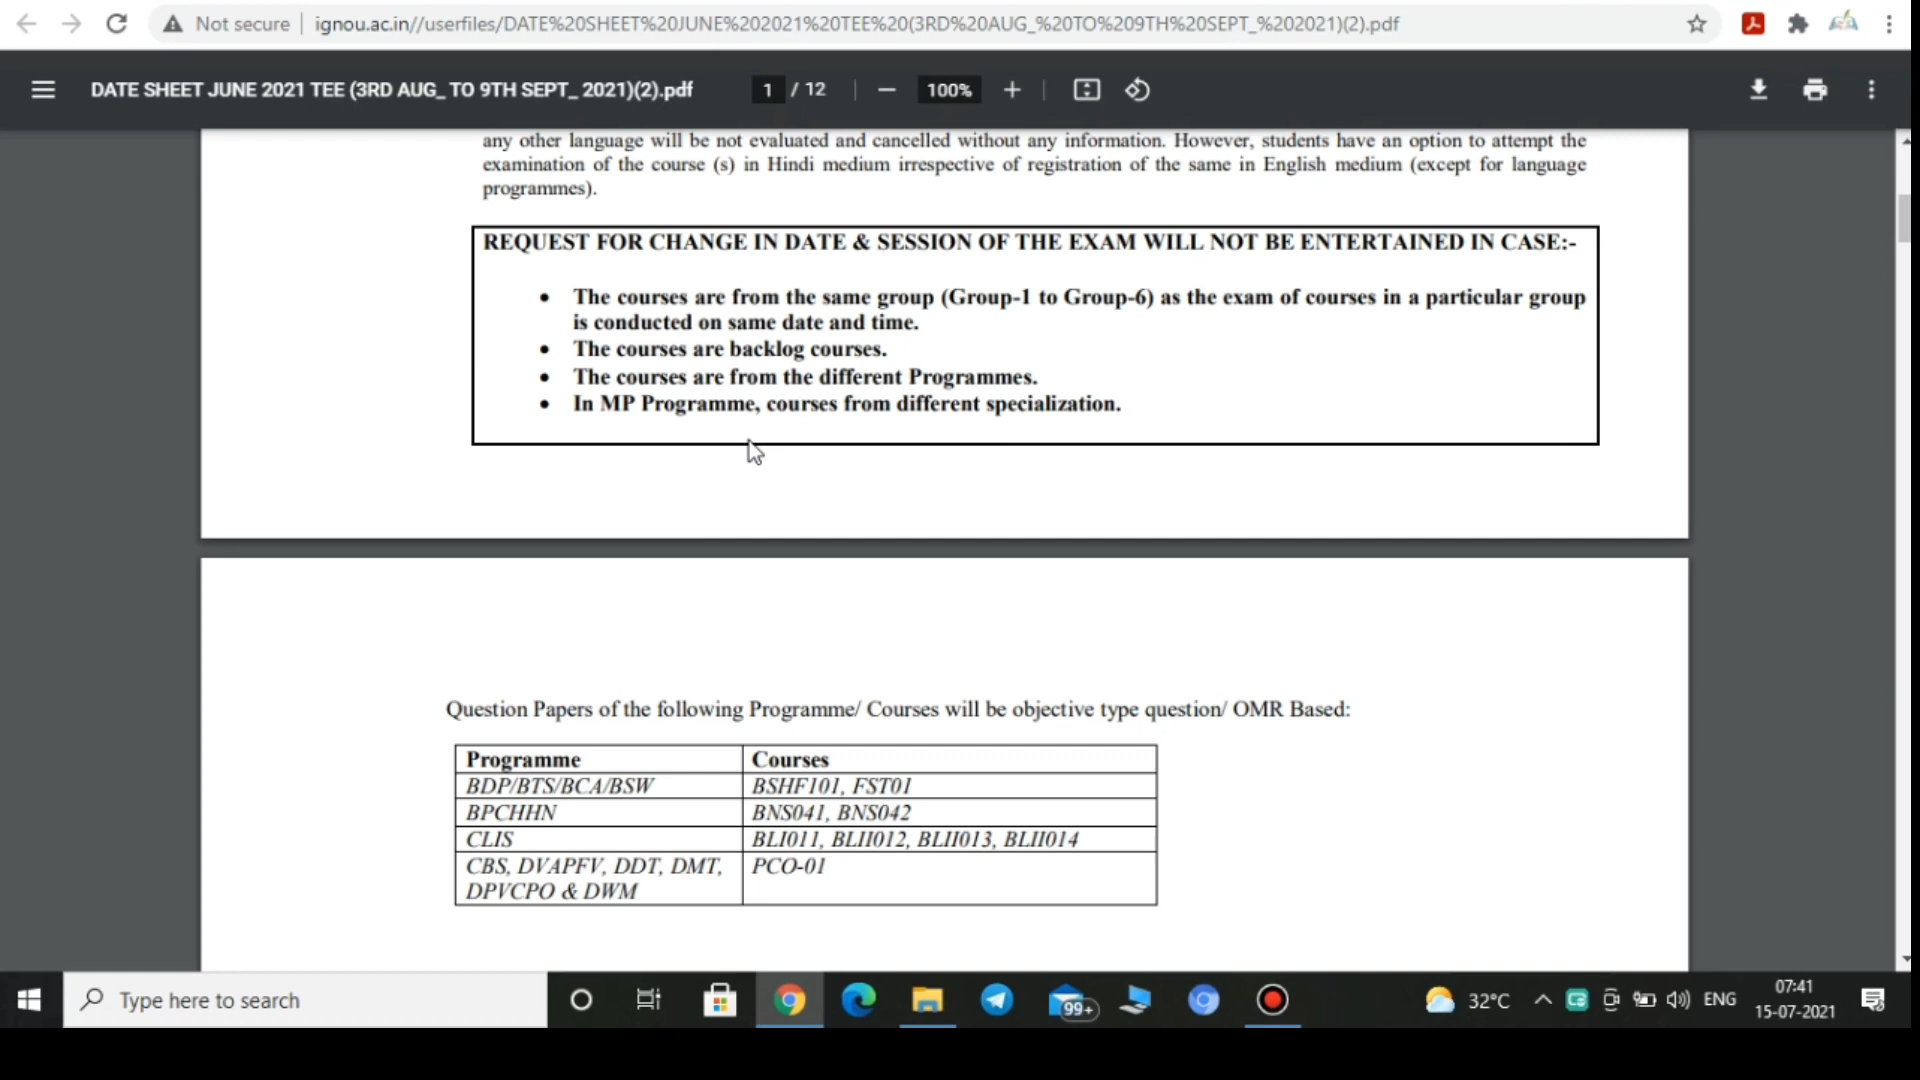 Not secure
ignou.ac.in//userfiles/DATE%20SHEET%20JUNE%202021%20TEE%20(3RD%20AUG_%20TO%209TH%20SEPT_%202021)(2).pdf
DATE SHEET JUNE 2021 TEE (3RD AUG_ TO 9TH SEPT_ 2021)(2).pdf
1 / 12
100%
any other language will be not evaluated and cancelled without any information. However, students have an option to attempt the
examination of the course (s) in Hindi medium irrespective of registration of the same in English medium (except for language
programmes).
REQUEST FOR CHANGE IN DATE & SESSION OF THE EXAM WILL NOT BE ENTERTAINED IN CASE:-
• The courses are from the same group (Group-1 to Group-6) as the exam of courses in a particular group
is conducted on same date and time.
• The courses are backlog courses.
• The courses are from the different Programmes.
• In MP Programme, courses from different specialization.
Question Papers of the following Programme/ Courses will be objective type question/ OMR Based:
Programme Courses
BDP/BTS/BCA/BSW BSHF101, FST01
BPCHHN BNS041, BNS042
CLIS BLI011, BLII012, BLII013, BLII014
CBS, DVAPFV, DDT, DMT, PCO-01
DPVCPO & DWM
Type here to search
99+
32°C
ENG
07:41
15-07-2021